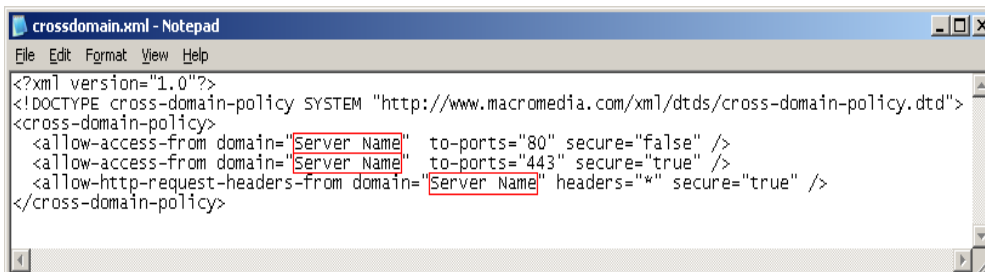 crossdomain.xml - Notepad
File Edit Format View Help
<?xml version="1.0"?>
<!DOCTYPE cross-domain-policy SYSTEM "http://www.macromedia.com/xml/dtds/cross-domain-policy.dtd">
<cross-domain-policy>
  <allow-access-from domain="Server Name"  to-ports="80" secure="false" />
  <allow-access-from domain="Server Name"  to-ports="443" secure="true" />
  <allow-http-request-headers-from domain="Server Name" headers="*" secure="true" />
</cross-domain-policy>